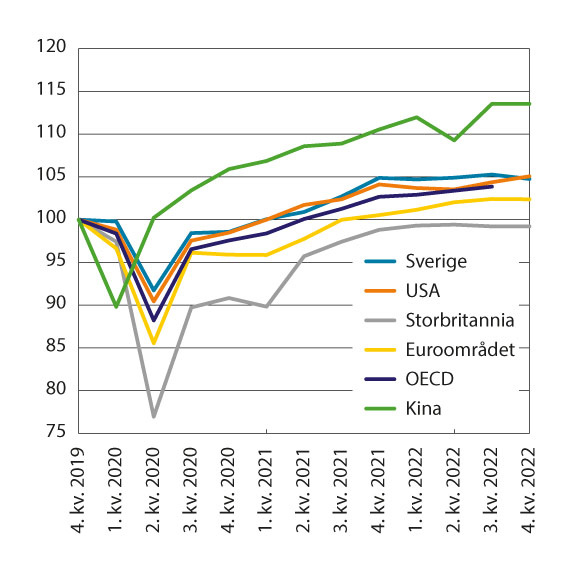 120
115
110
105
100
95
90
85
80
75
Sverige
USA
Storbritannia
Euroområdet
OECD
Kina
4. kv. 2019
1. kv. 2020
2. kv. 2020
3. kv. 2020
4. kv. 2020
1. kv. 2021
2. kv. 2021
3. kv. 2021
4. kv. 2021
1. kv. 2022
2. kv. 2022
3. kv. 2022
4. kv. 2022